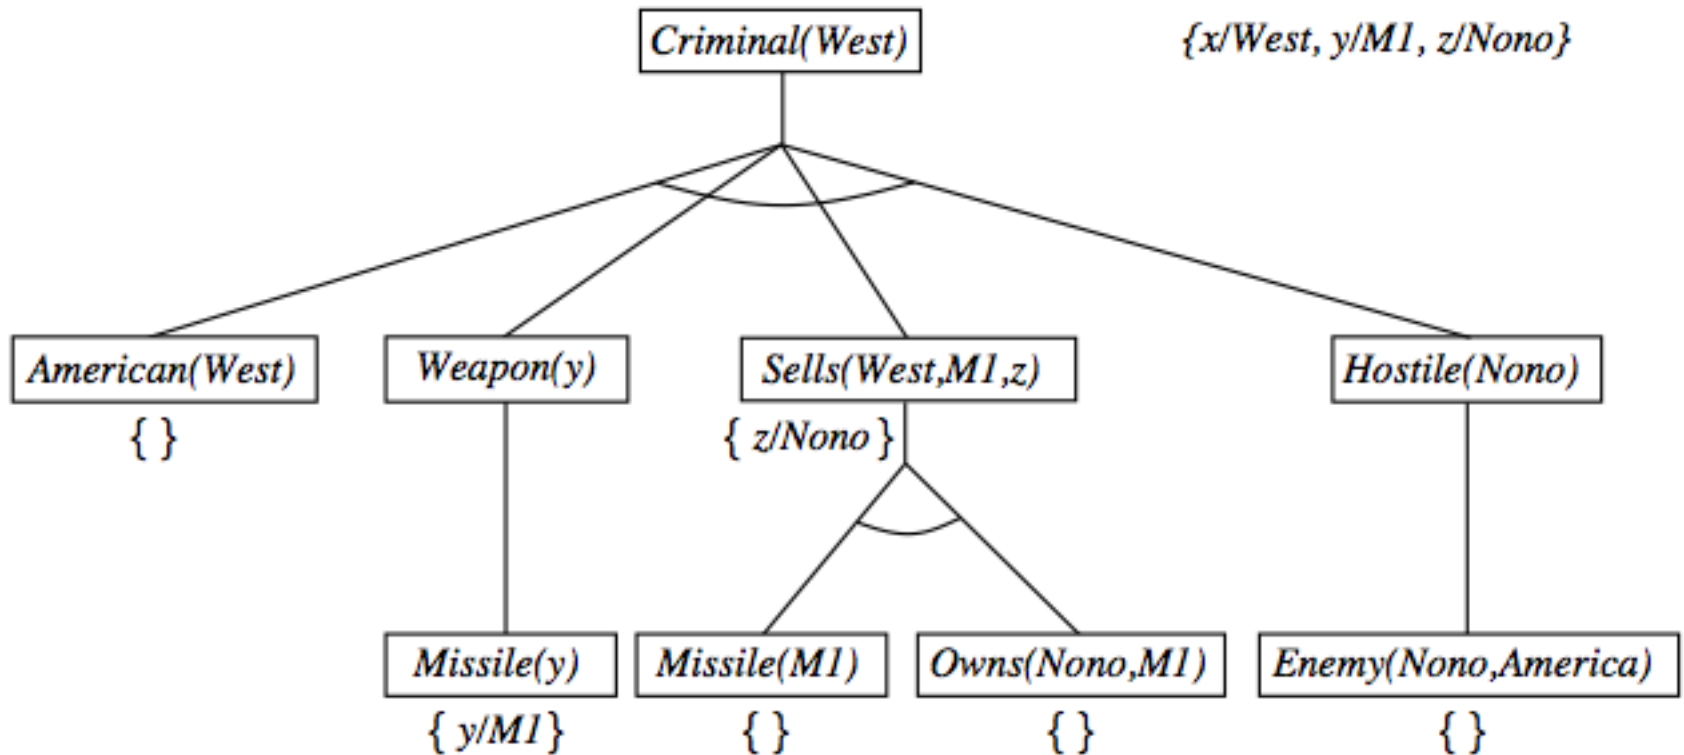 Criminal(West)
{x/West, y/M1, z/Nono}
American(West)
Weapon(y)
Sells(West,M1,z)
Hostile(Nono)
{ }
{ z/Nono }
Missile(y)
Missile(M1)
Owns(Nono,M1)
Enemy(Nono,America)
{ y/M1 }
{ }
{ }
{ }